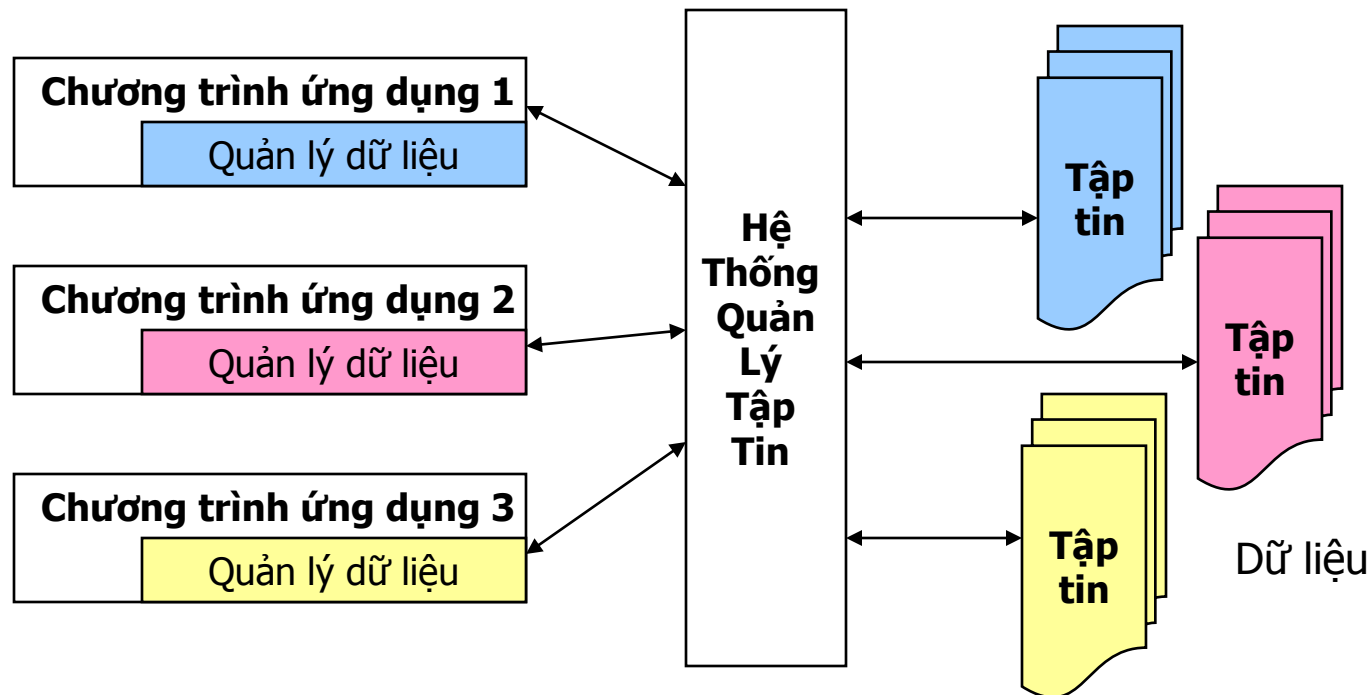 Chương trình ứng dụng 1
Quản lý dữ liệu
Chương trình ứng dụng 2
Quản lý dữ liệu
Chương trình ứng dụng 3
Quản lý dữ liệu
Hệ
Thống
Quản
Lý
Tập
Tin
Tập
tin
Tập
tin
Tập
tin
Dữ liệu